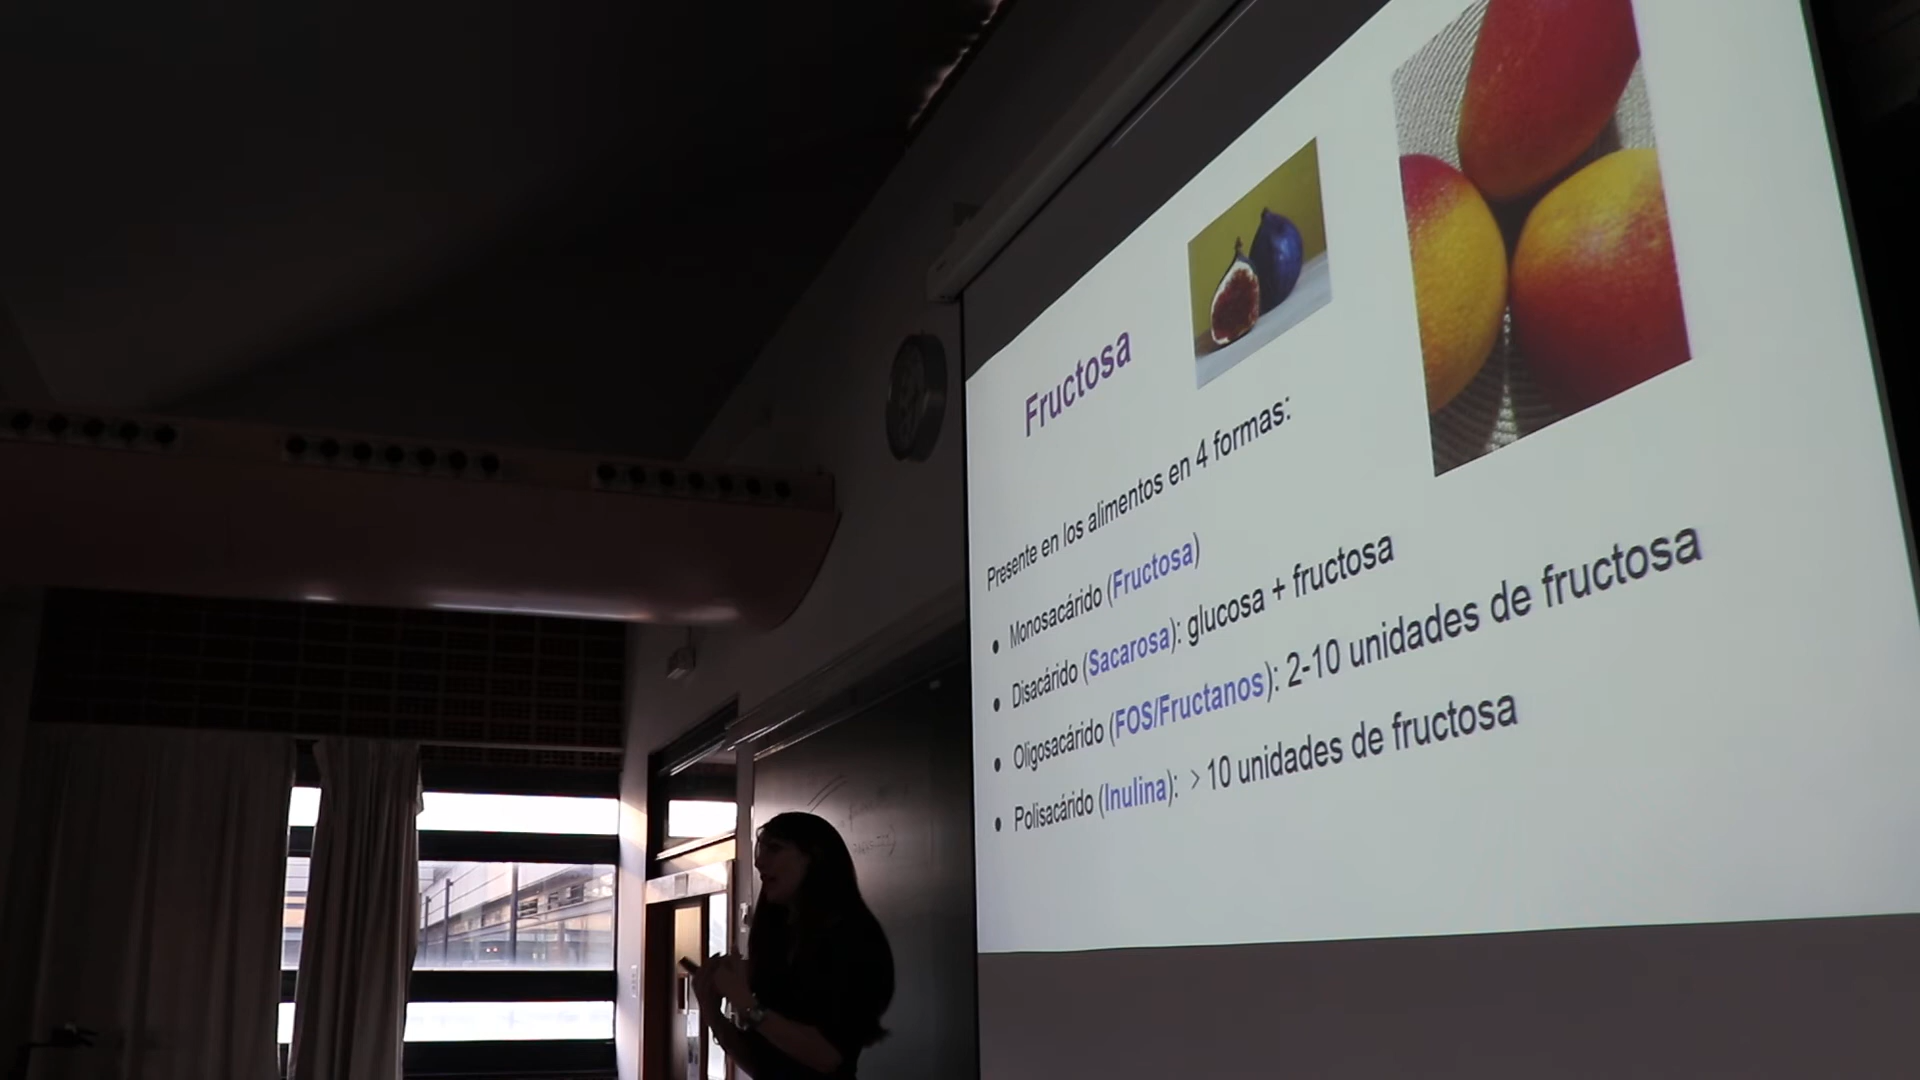 Fructosa
Presente en los alimentos en 4 formas:
• Monosacárido (Fructosa)
• Disacárido (Sacarosa): glucosa + fructosa
• Oligosacárido (FOS/Fructanos): 2-10 unidades de fructosa
• Polisacárido (Inulina): > 10 unidades de fructosa